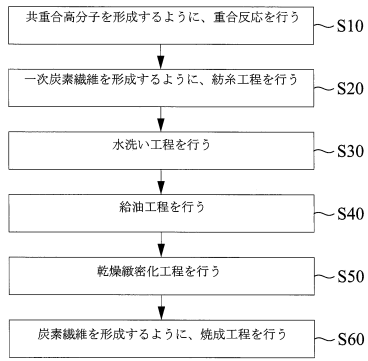 共重合高分子を形成するように、重合反応を行う
S10
一次炭素繊維を形成するように、紡糸工程を行う
S20
水洗い工程を行う
S30
給油工程を行う
S40
乾燥緻密化工程を行う
S50
炭素繊維を形成するように、焼成工程を行う
S60